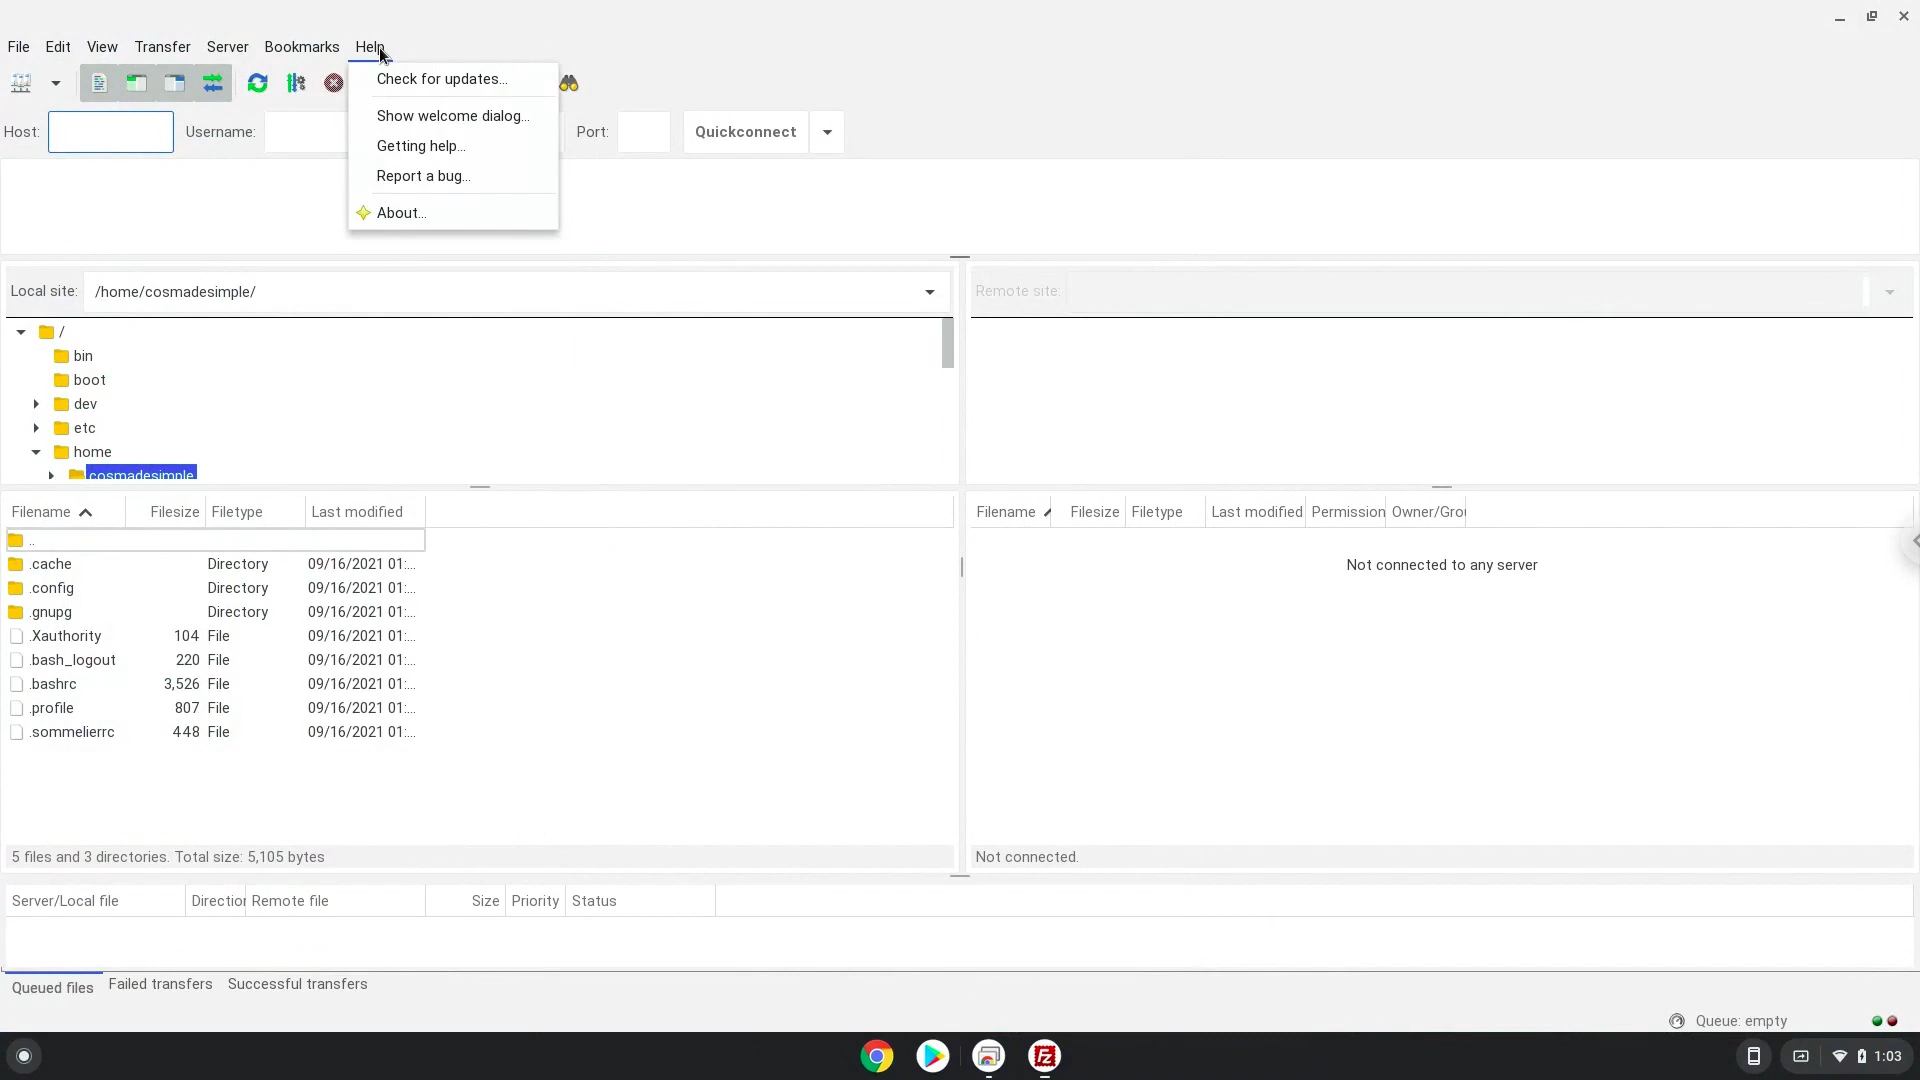 File Edit View Transfer Server Bookmarks Help
Check for updates...
Show welcome dialog...
Getting help...
Report a bug...
About...
Host: Username: Port: Quickconnect
Local site: /home/cosmadesimple/
/
bin
boot
dev
etc
home
cosmadesimple
Remote site:
Filename Filesize Filetype Last modified
..
.cache Directory 09/16/2021 01:...
.config Directory 09/16/2021 01:...
.gnupg Directory 09/16/2021 01:...
.Xauthority 104 File 09/16/2021 01:...
.bash_logout 220 File 09/16/2021 01:...
.bashrc 3,526 File 09/16/2021 01:...
.profile 807 File 09/16/2021 01:...
.sommelierrc 448 File 09/16/2021 01:...
5 files and 3 directories. Total size: 5,105 bytes
Filename Filesize Filetype Last modified Permission Owner/Grou
Not connected to any server
Not connected.
Server/Local file Direction Remote file Size Priority Status
Queued files Failed transfers Successful transfers
Queue: empty
Fz
1:03